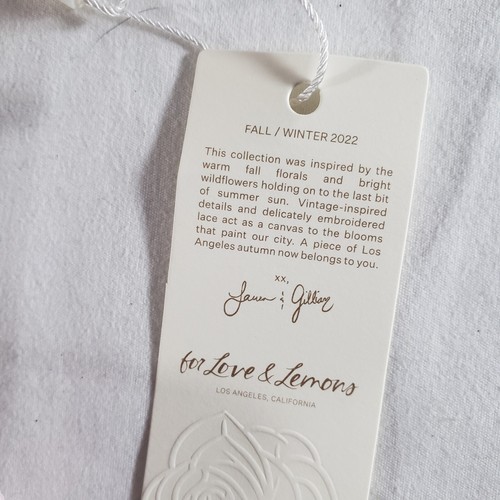 FALL / WINTER 2022
This collection was inspired by the
warm fall florals and bright
wildflowers holding on to the last bit
of summer sun. Vintage-inspired
details and delicately embroidered
lace act as a canvas to the blooms
that paint our city. A piece of Los
Angeles autumn now belongs to you.
xx,
Laura & Gillian
for Love & Lemons
LOS ANGELES, CALIFORNIA